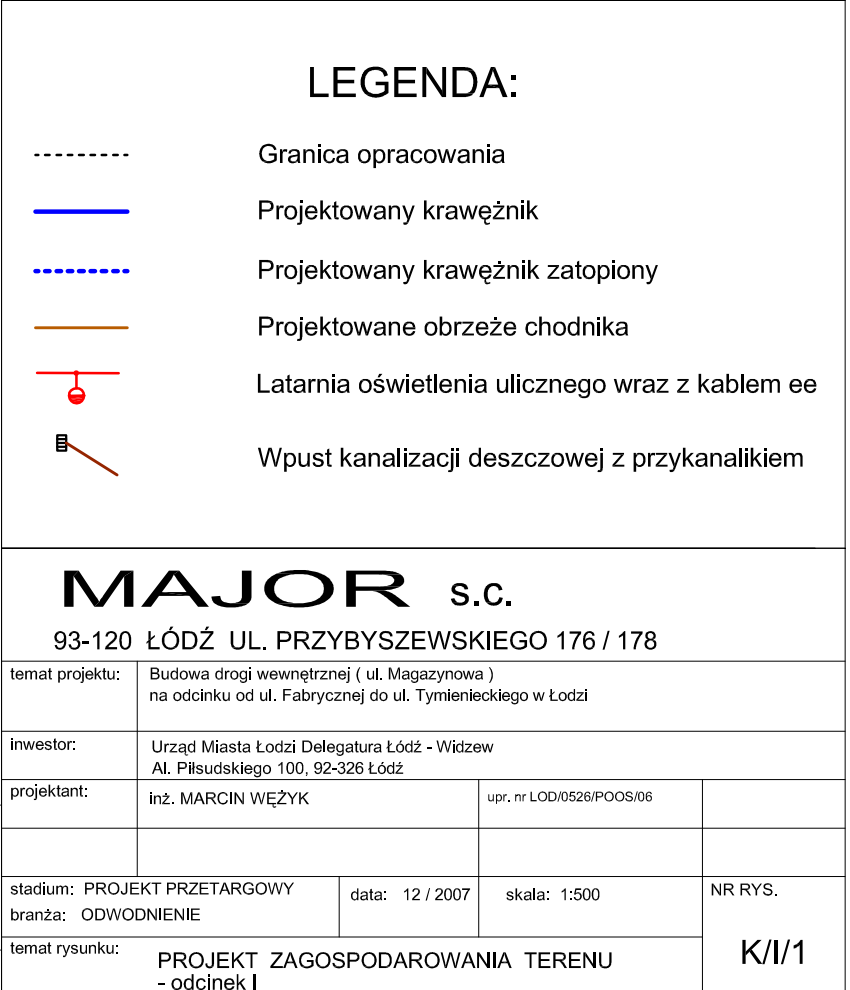 LEGENDA:
Granica opracowania
Projektowany krawężnik
Projektowany krawężnik zatopiony
Projektowane obrzeże chodnika
Latarnia oświetlenia ulicznego wraz z kablem ee
Wpust kanalizacji deszczowej z przykanalikiem
MAJOR s.c.
93-120 ŁÓDŹ UL. PRZYBYSZEWSKIEGO 176 / 178
temat projektu: Budowa drogi wewnętrznej ( ul. Magazynowa )
na odcinku od ul. Fabrycznej do ul. Tymienieckiego w Łodzi
inwestor: Urząd Miasta Łodzi Delegatura Łódź - Widzew
Al. Piłsudskiego 100, 92-326 Łódź
projektant: inż. MARCIN WĘŻYK upr. nr LOD/0526/POOS/06
stadium: PROJEKT PRZETARGOWY data: 12 / 2007 skala: 1:500 NR RYS.
branża: ODWODNIENIE
temat rysunku: PROJEKT ZAGOSPODAROWANIA TERENU K/I/1
- odcinek I